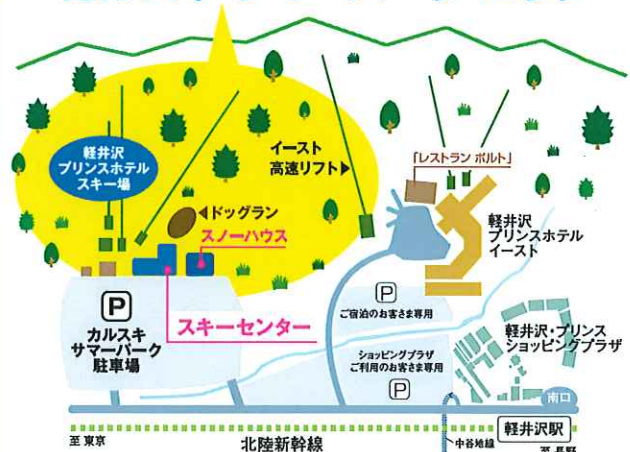 軽井沢
プリンスホテル
スキー場
イースト
高速リフト▶
「レストラン ボルト」
◀ドッグラン
スノーハウス
軽井沢
プリンスホテル
イースト
P
カルスキ
サマーパーク
駐車場
スキーセンター
P
ご宿泊のお客さま専用
ショッピングプラザ
ご利用のお客さま専用
P
軽井沢・プリンス
ショッピングプラザ
南口
至 東京
北陸新幹線
中谷地線
軽井沢駅
至 長野